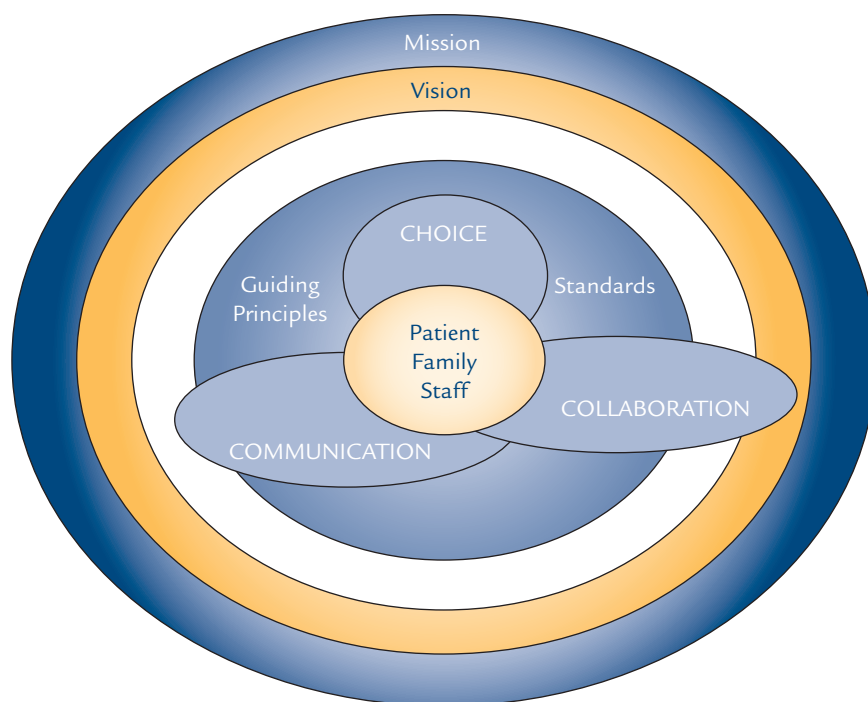 Mission
Vision
CHOICE
Guiding
Principles
Standards
Patient
Family
Staff
COLLABORATION
COMMUNICATION